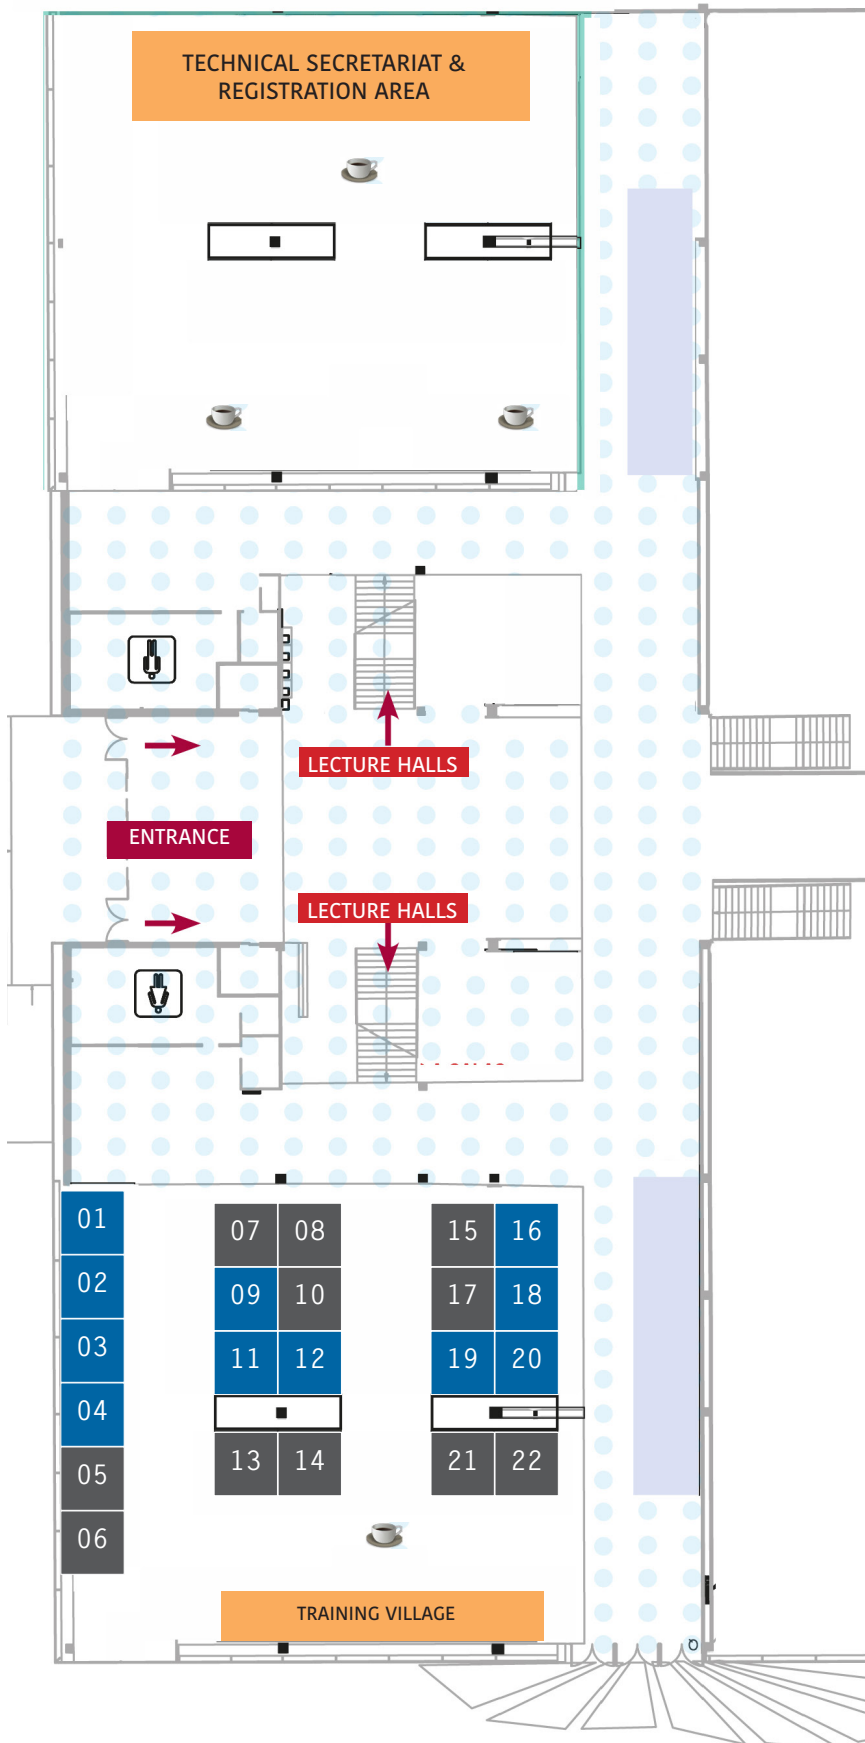 TECHNICAL SECRETARIAT &
REGISTRATION AREA
LECTURE HALLS
ENTRANCE
LECTURE HALLS
01
02
03
04
05
06
07 08
09 10
11 12
13 14
15 16
17 18
19 20
21 22
TRAINING VILLAGE